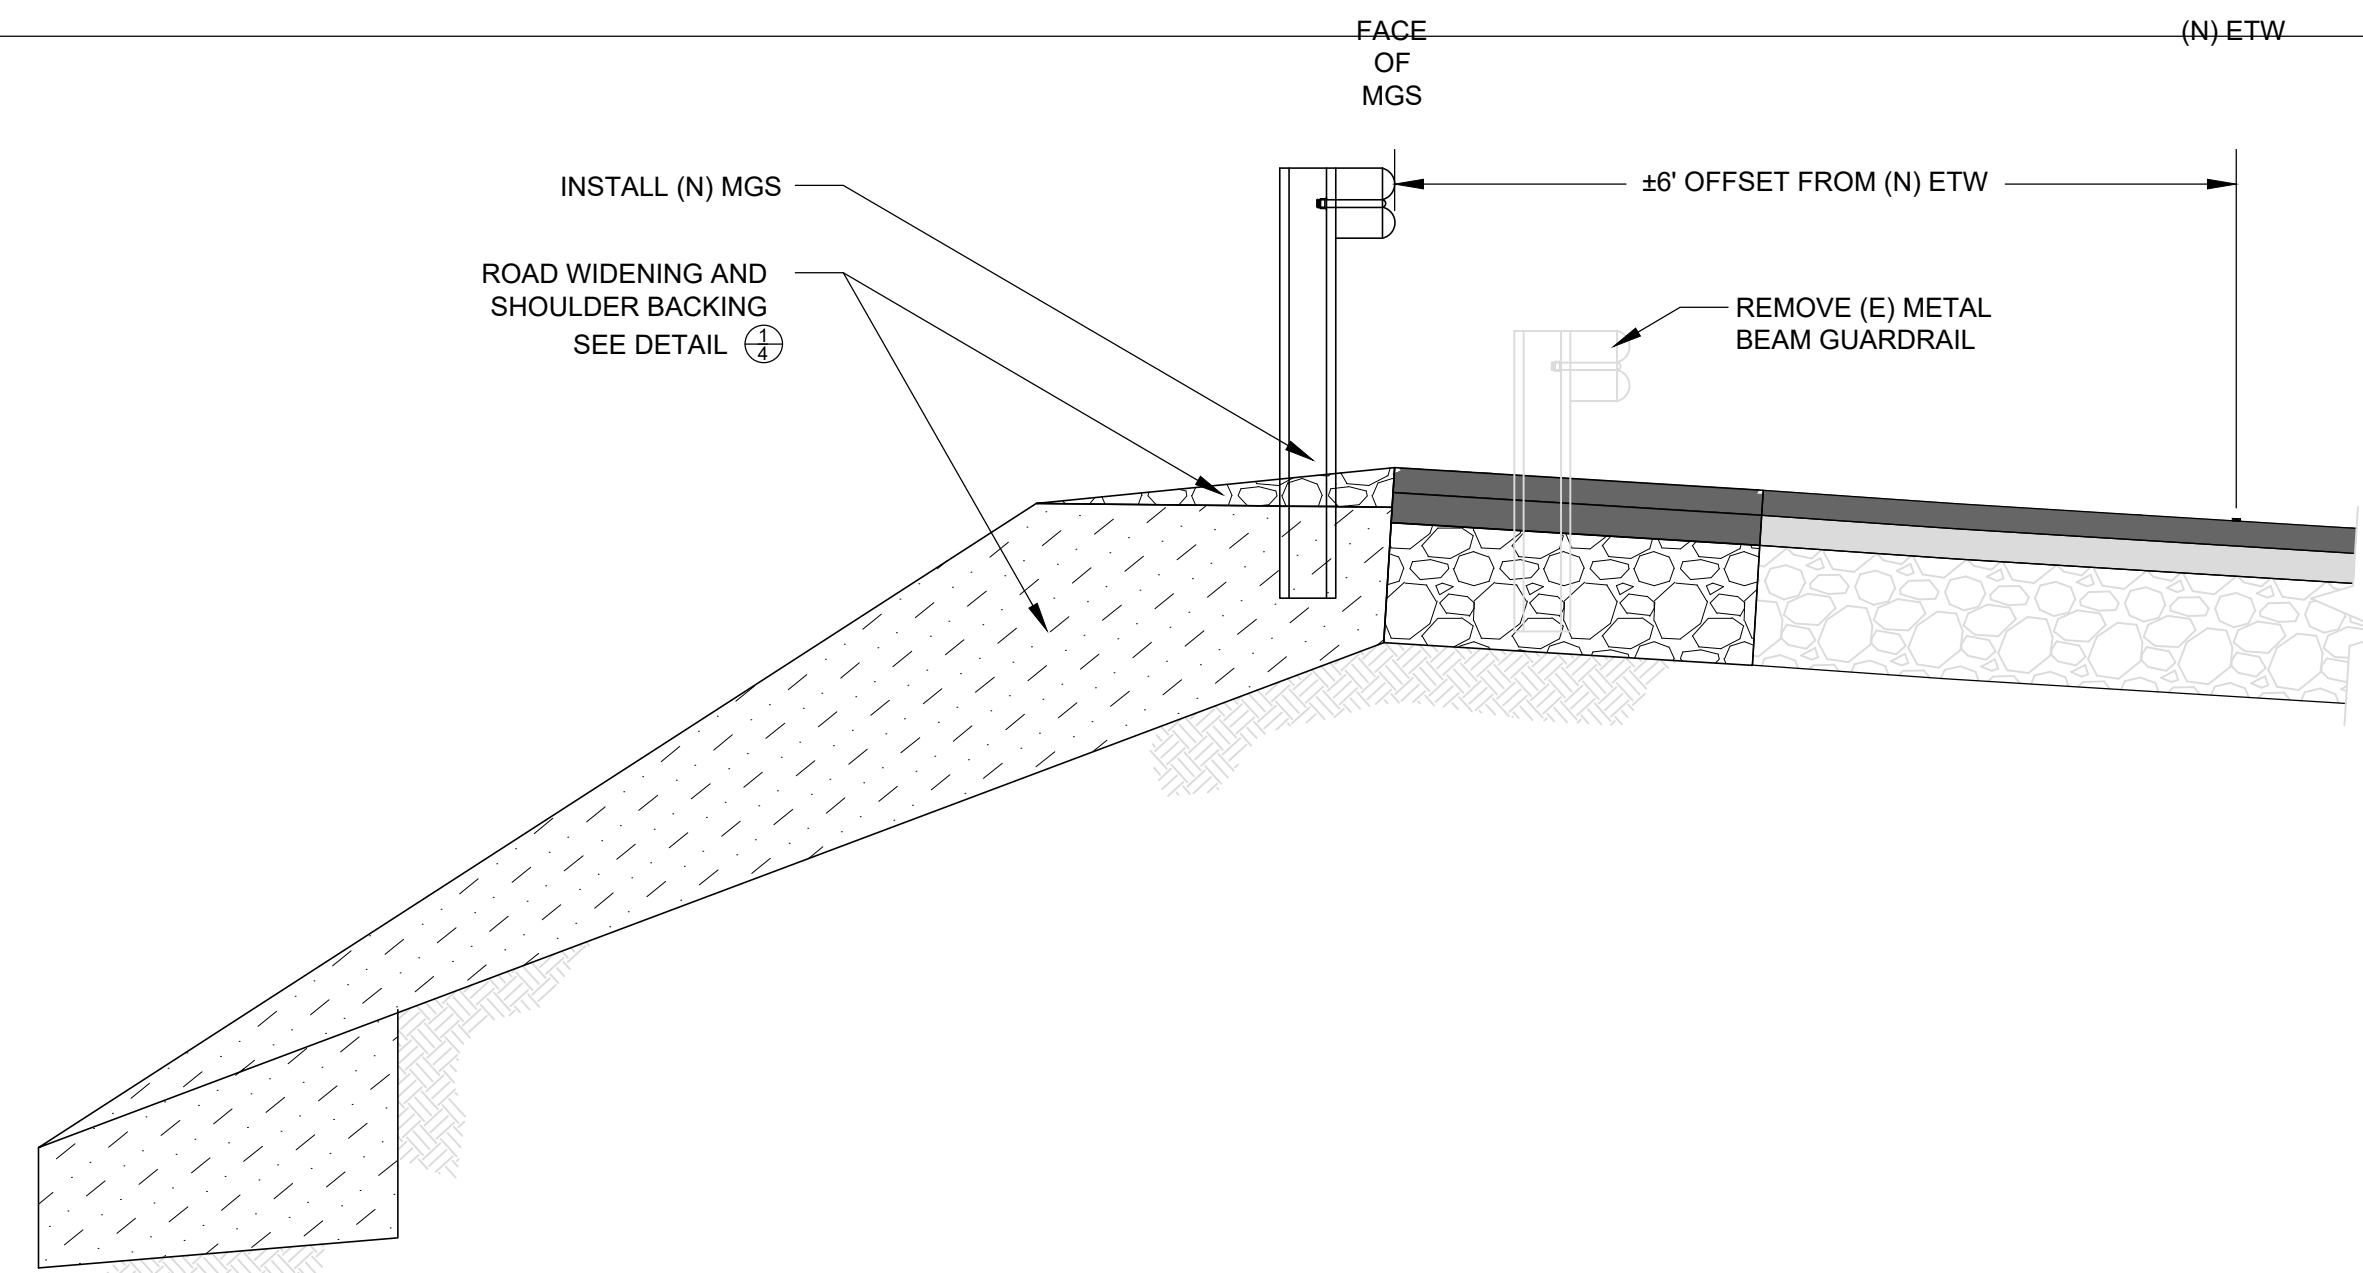 FACE
OF
MGS
(N) ETW
INSTALL (N) MGS
±6' OFFSET FROM (N) ETW
ROAD WIDENING AND
SHOULDER BACKING
SEE DETAIL 1
4
REMOVE (E) METAL
BEAM GUARDRAIL